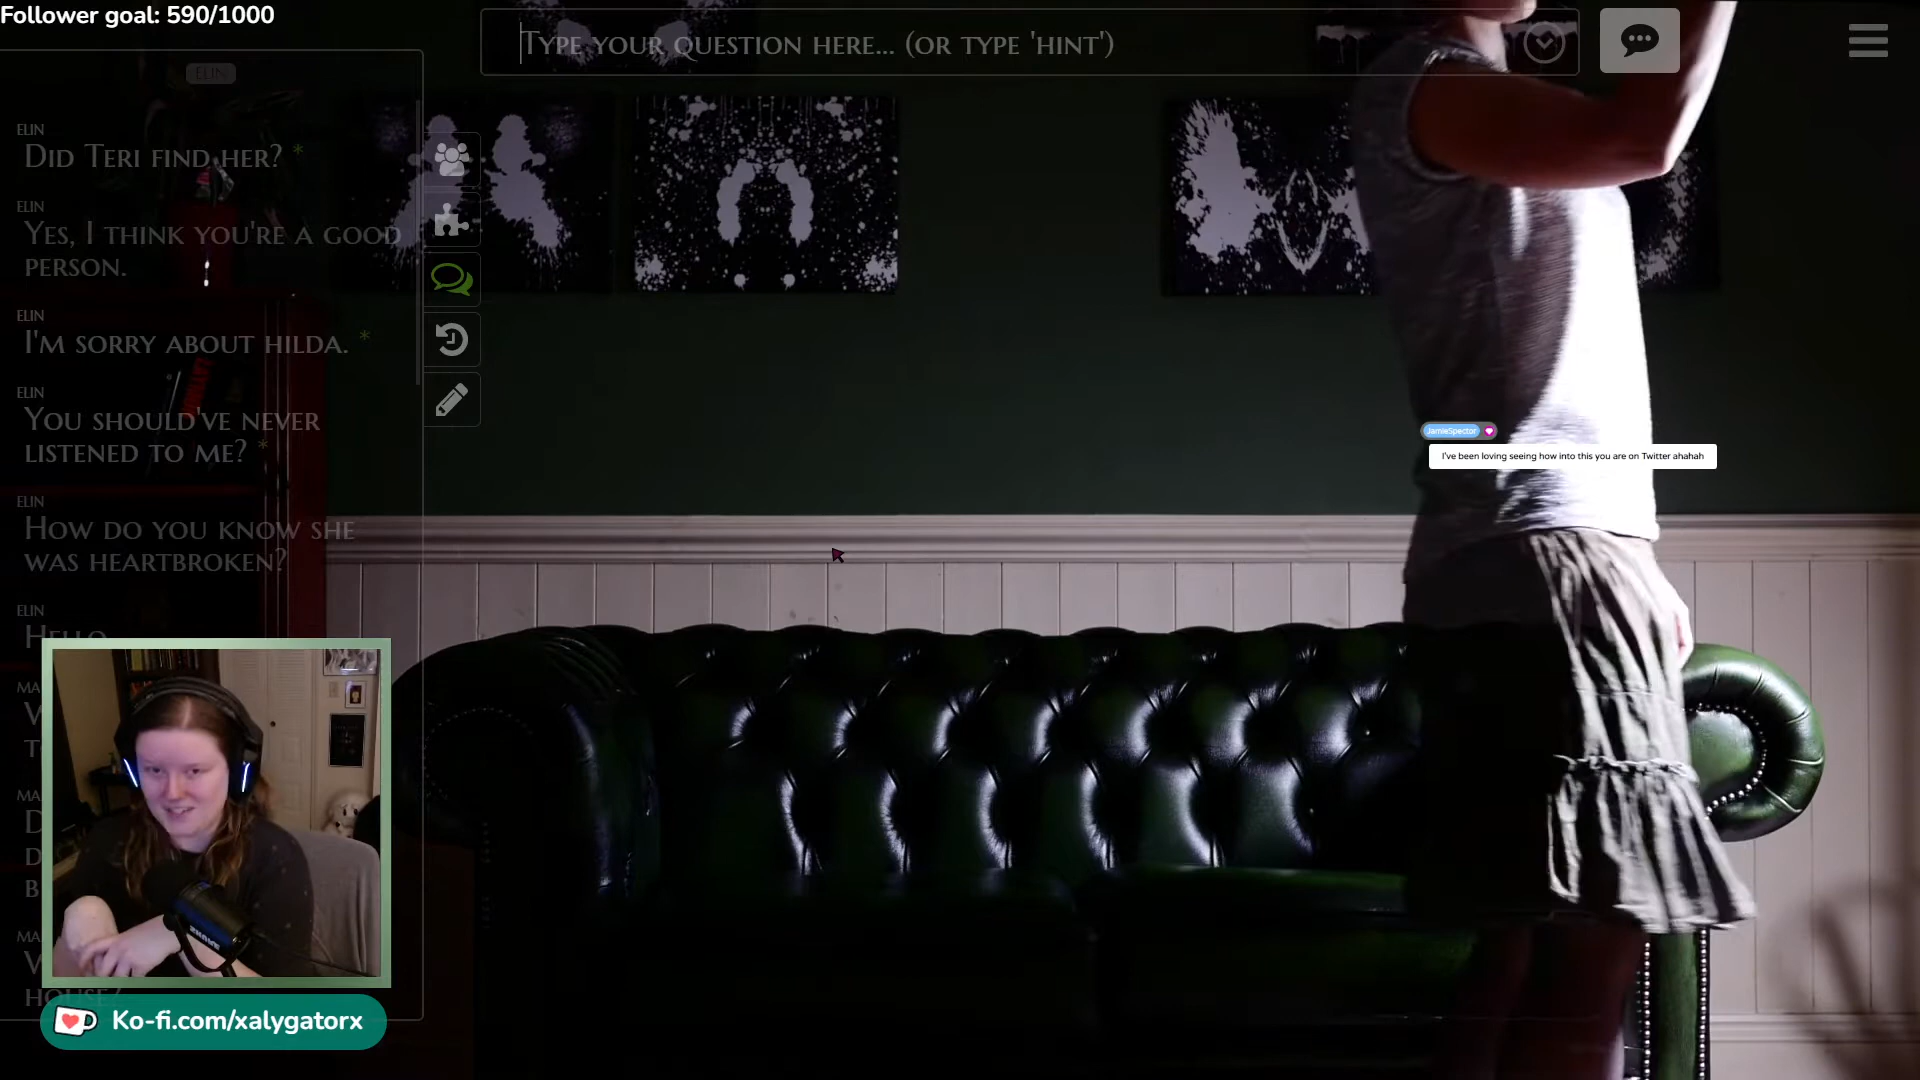 Follower goal: 590/1000
Type your question here... (or type 'hint')
ELIN
ELIN
Did Teri find her? *
ELIN
Yes, I think you're a good
person.
ELIN
I'm sorry about hilda. *
ELIN
You should've never
listened to me? *
ELIN
How do you know she
was heartbroken?
ELIN
Hello
JamieSpector
I've been loving seeing how into this you are on Twitter ahahah
house?
Ko-fi.com/xalygatorx